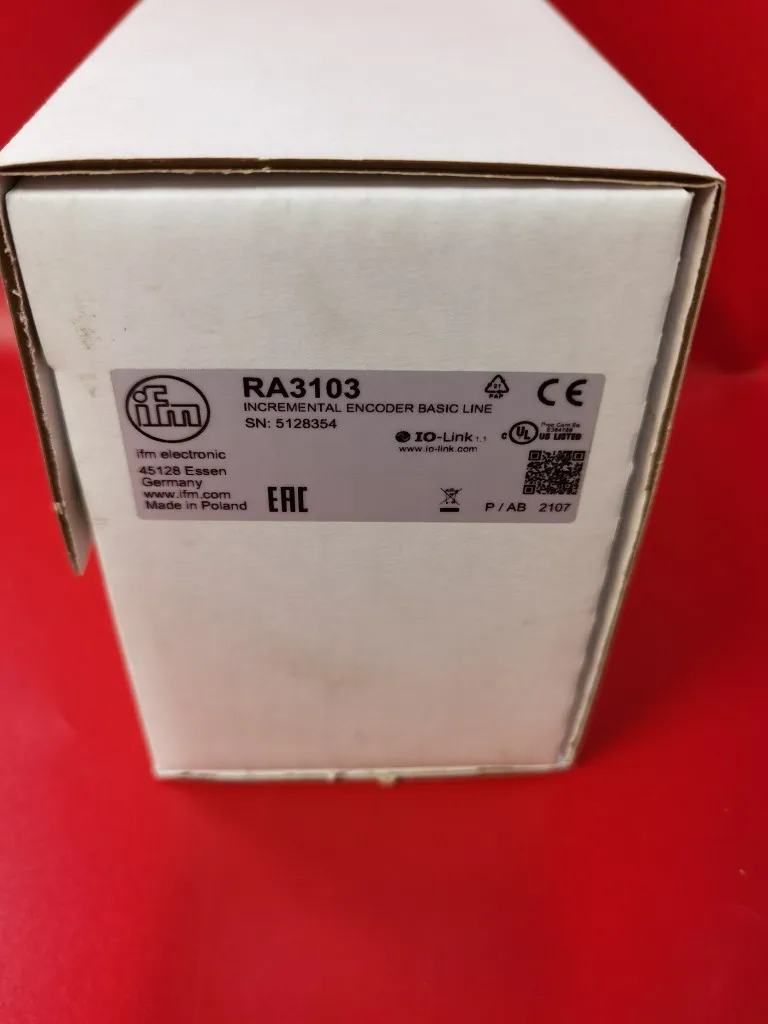 ifm
RA3103
INCREMENTAL ENCODER BASIC LINE
SN: 5128354
IO-Link 1.1
www.io-link.com
PAP
CE
c UL US LISTED
ifm electronic
45128 Essen
Germany
www.ifm.com
Made in Poland
EAC
P / AB 2107